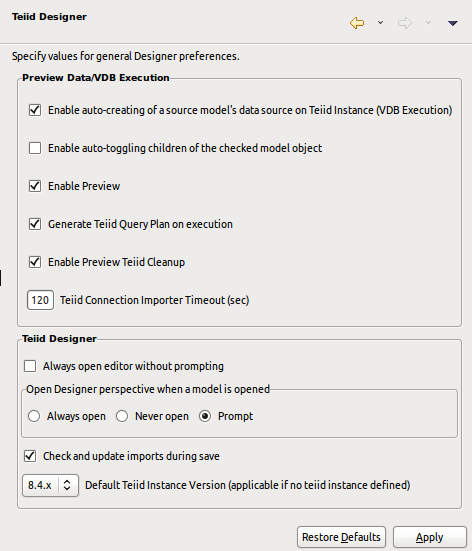 Teiid Designer
Specify values for general Designer preferences.
Preview Data/VDB Execution
Enable auto-creating of a source model's data source on Teiid Instance (VDB Execution)
Enable auto-toggling children of the checked model object
Enable Preview
Generate Teiid Query Plan on execution
Enable Preview Teiid Cleanup
120 Teiid Connection Importer Timeout (sec)
Teiid Designer
Always open editor without prompting
Open Designer perspective when a model is opened
Always open Never open Prompt
Check and update imports during save
8.4.x Default Teiid Instance Version (applicable if no teiid instance defined)
Restore Defaults Apply